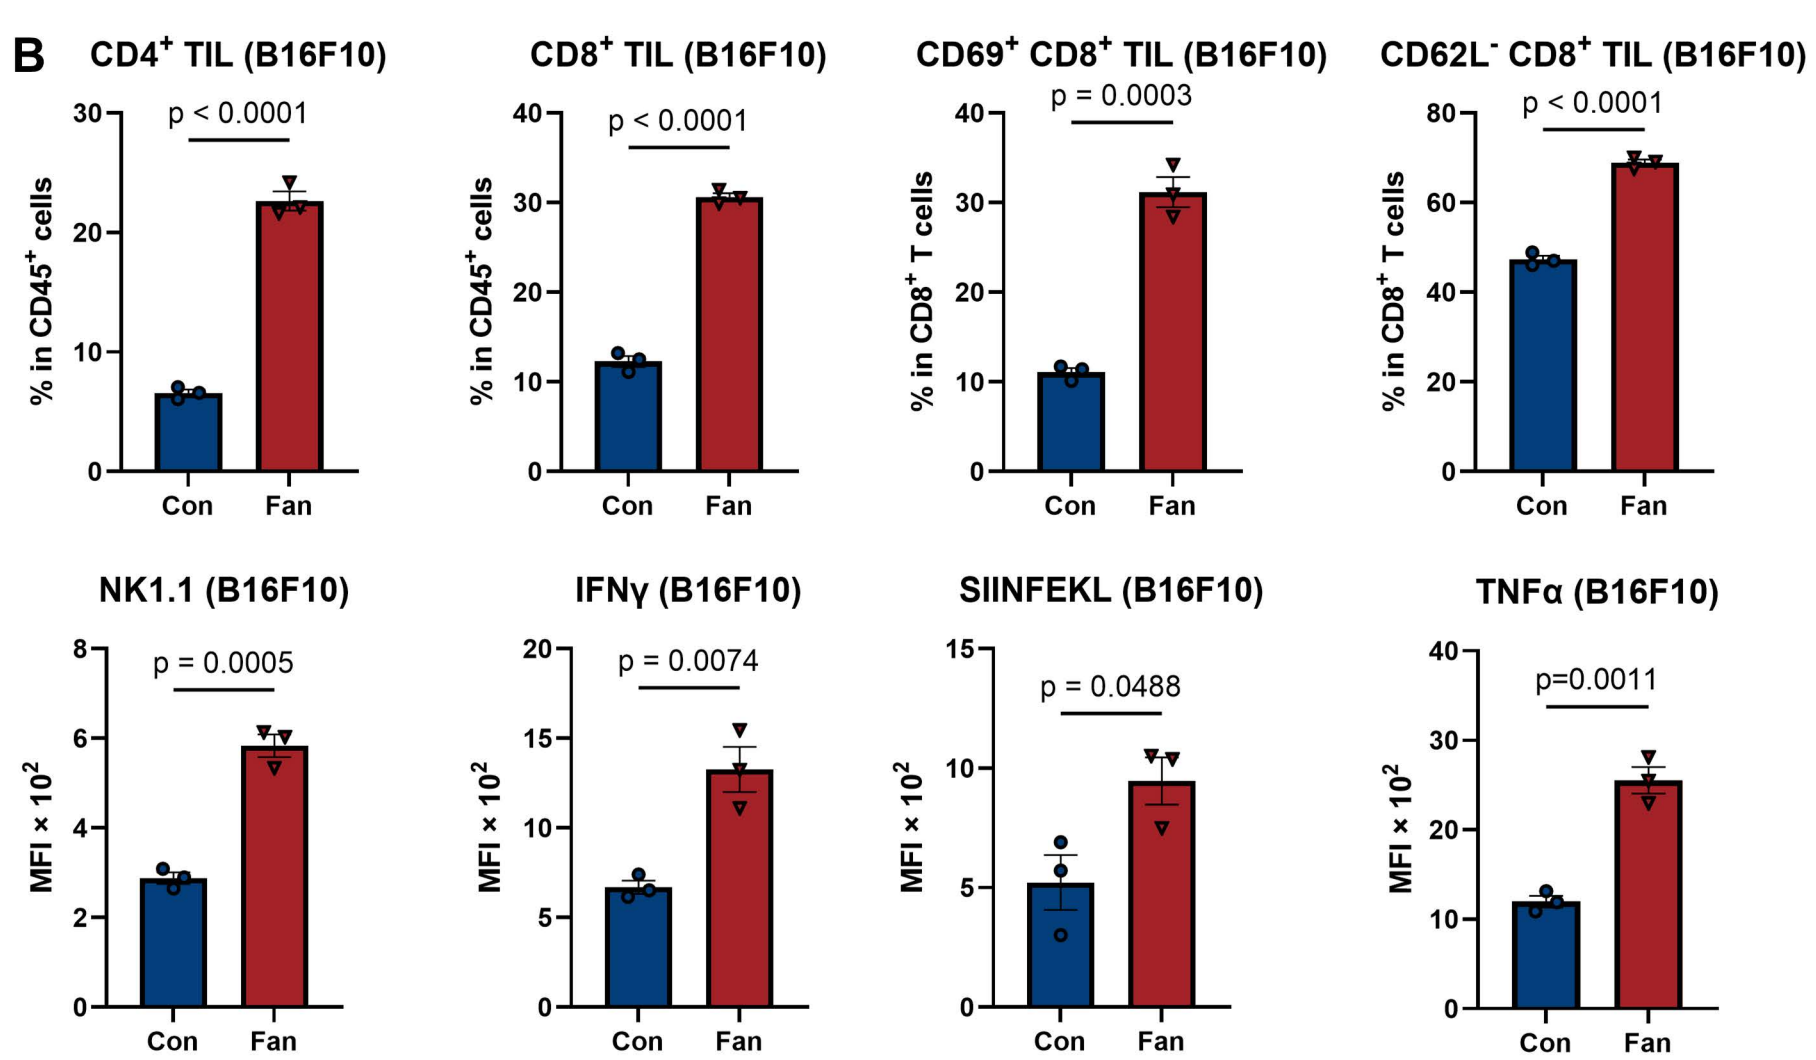 B
CD4⁺ TIL (B16F10)
p < 0.0001
% in CD45⁺ cells
30
20
10
0
Con Fan
CD8⁺ TIL (B16F10)
p < 0.0001
% in CD45⁺ cells
40
30
20
10
0
Con Fan
CD69⁺ CD8⁺ TIL (B16F10)
p = 0.0003
% in CD8⁺ T cells
40
30
20
10
0
Con Fan
CD62L⁻ CD8⁺ TIL (B16F10)
p < 0.0001
% in CD8⁺ T cells
80
60
40
20
0
Con Fan
NK1.1 (B16F10)
p = 0.0005
MFI × 10²
8
6
4
2
0
Con Fan
IFNγ (B16F10)
p = 0.0074
MFI × 10²
20
15
10
5
0
Con Fan
SIINFEKL (B16F10)
p = 0.0488
MFI × 10²
15
10
5
0
Con Fan
TNFα (B16F10)
p=0.0011
MFI × 10²
40
30
20
10
0
Con Fan